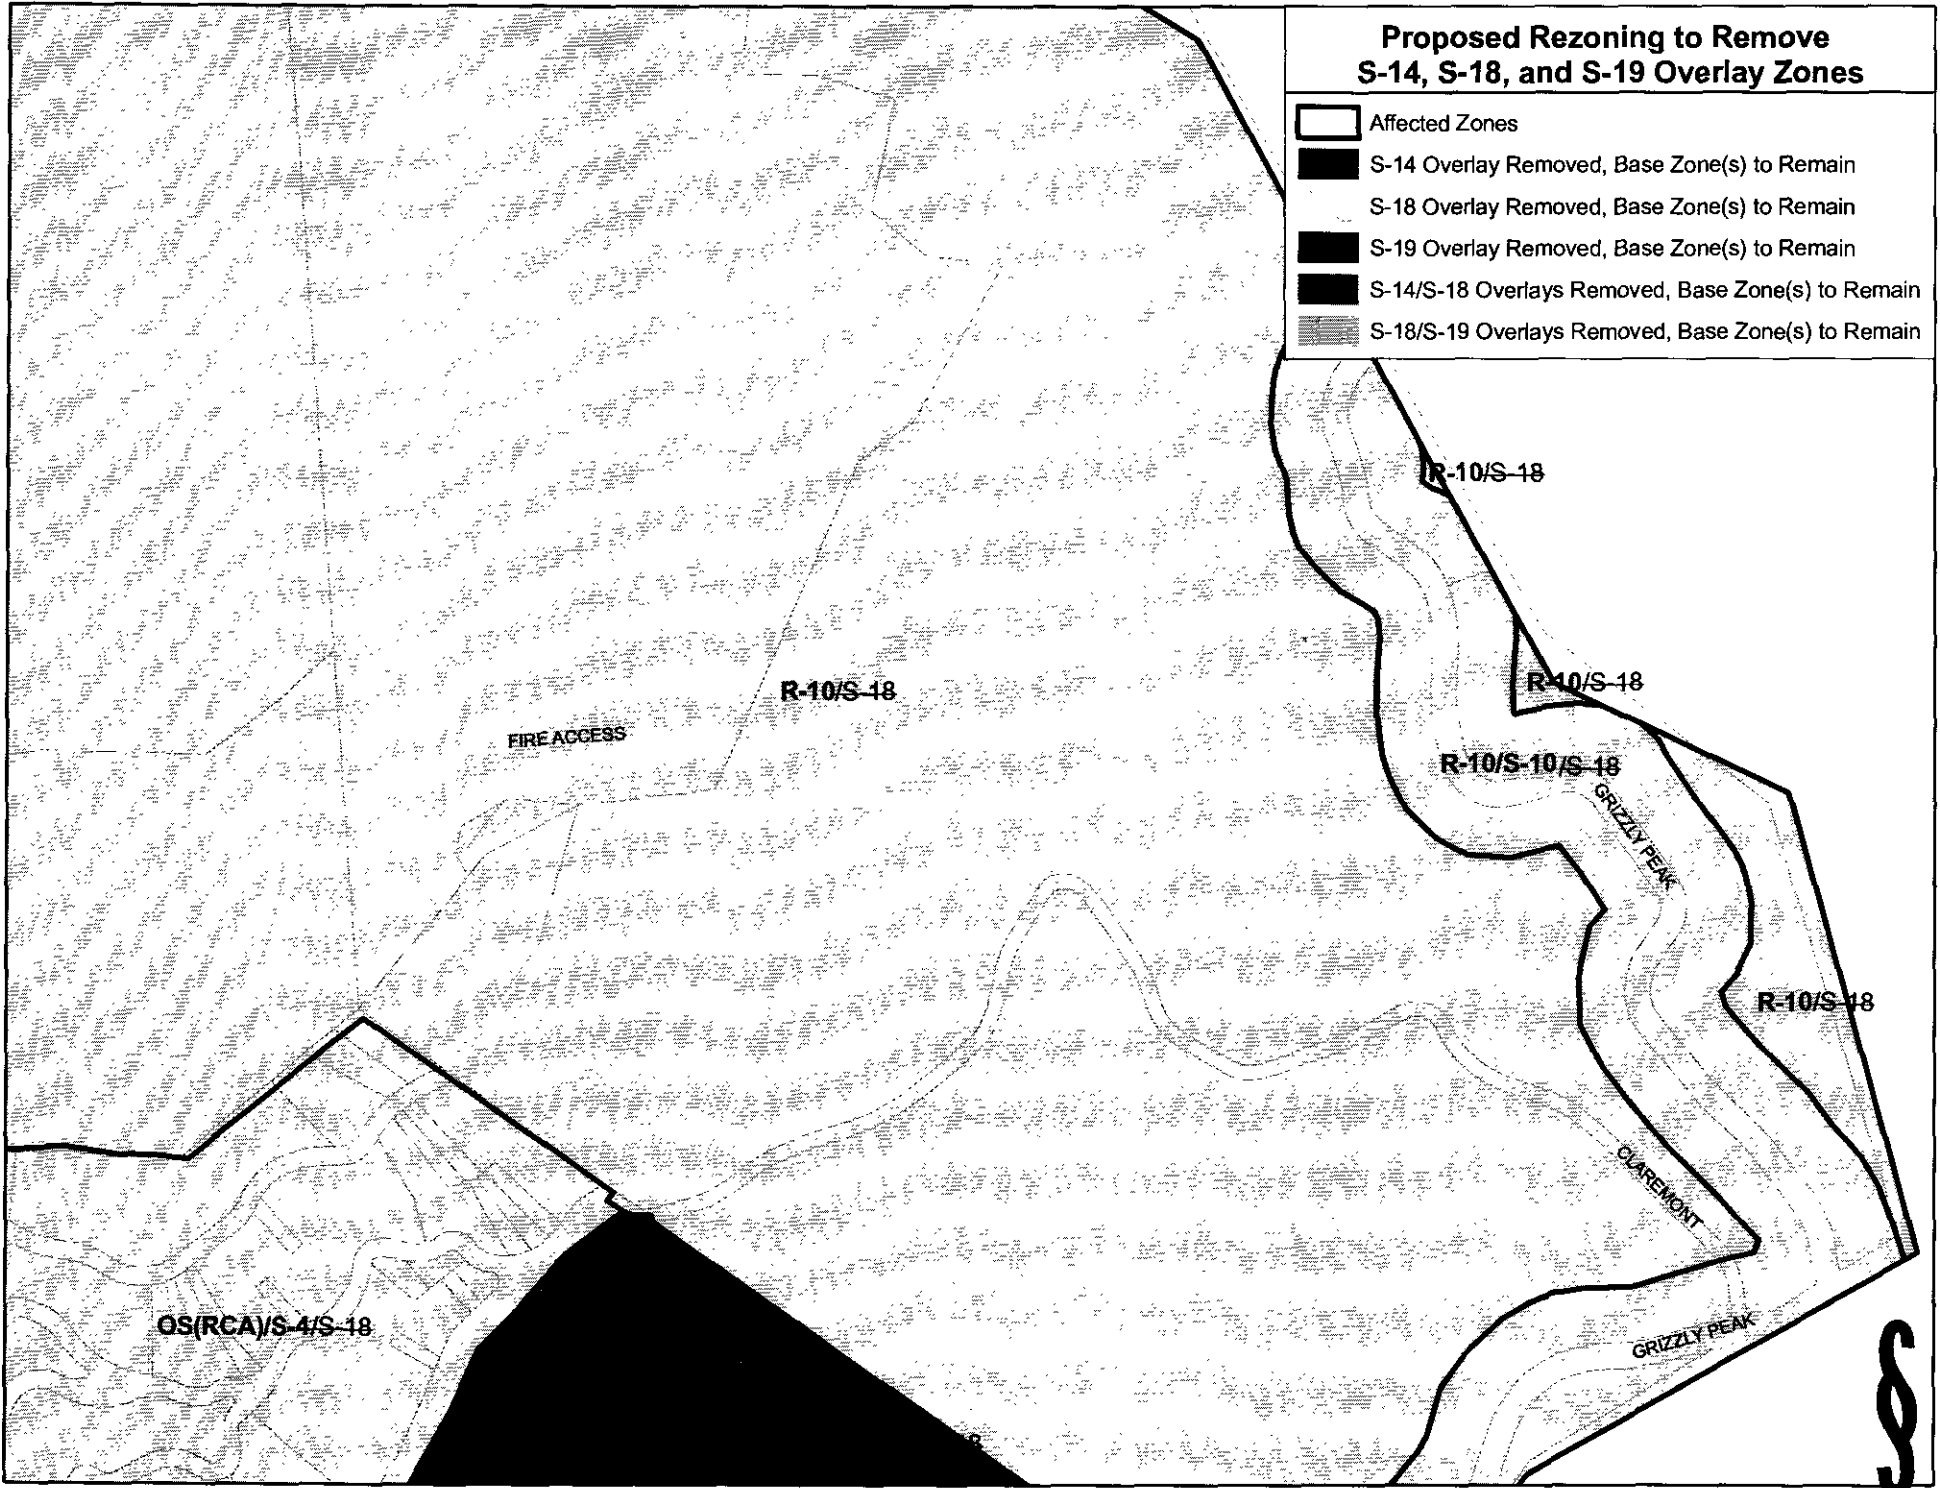 Proposed Rezoning to Remove
S-14, S-18, and S-19 Overlay Zones
Affected Zones
S-14 Overlay Removed, Base Zone(s) to Remain
S-18 Overlay Removed, Base Zone(s) to Remain
S-19 Overlay Removed, Base Zone(s) to Remain
S-14/S-18 Overlays Removed, Base Zone(s) to Remain
S-18/S-19 Overlays Removed, Base Zone(s) to Remain
R-10/S-18
R-10/S-18
R-10/S-18
FIRE ACCESS
R-10/S-10/S-18
GRIZZLY PEAK
R-10/S-18
CLAREMONT
OS(RCA)/S-4/S-18
GRIZZLY PEAK
§